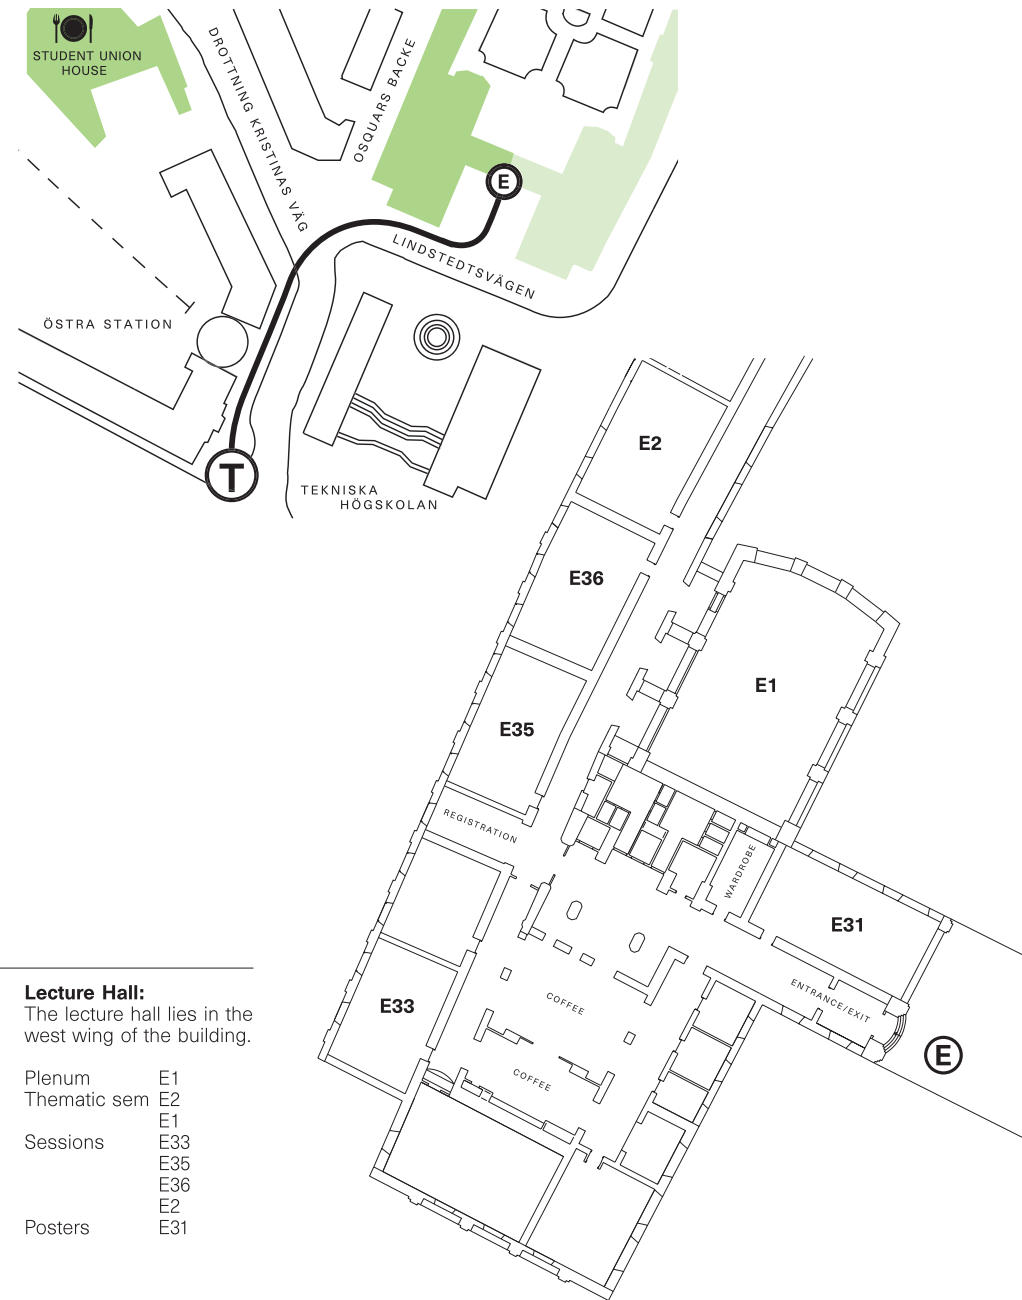 STUDENT UNION
HOUSE
DROTTNING KRISTINAS VÄG
OSQUARS BACKE
E
LINDSTEDTSVÄGEN
ÖSTRA STATION
T
TEKNISKA
HÖGSKOLAN
E2
E36
E1
E35
REGISTRATION
WARDROBE
E31
E33
COFFEE
ENTRANCE/EXIT
COFFEE
E
Lecture Hall:
The lecture hall lies in the
west wing of the building.
Plenum E1
Thematic sem E2
E1
Sessions E33
E35
E36
E2
Posters E31